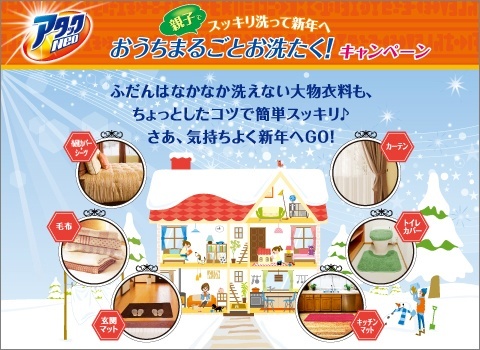 アタック
Neo
親子で
スッキリ洗って新年へ
おうちまるごとお洗たく!キャンペーン
ふだんはなかなか洗えない大物衣料も、
ちょっとしたコツで簡単スッキリ♪
さあ、気持ちよく新年へGO!
カバー
シーツ
カーテン
毛布
トイレ
カバー
玄関
マット
キッチン
マット